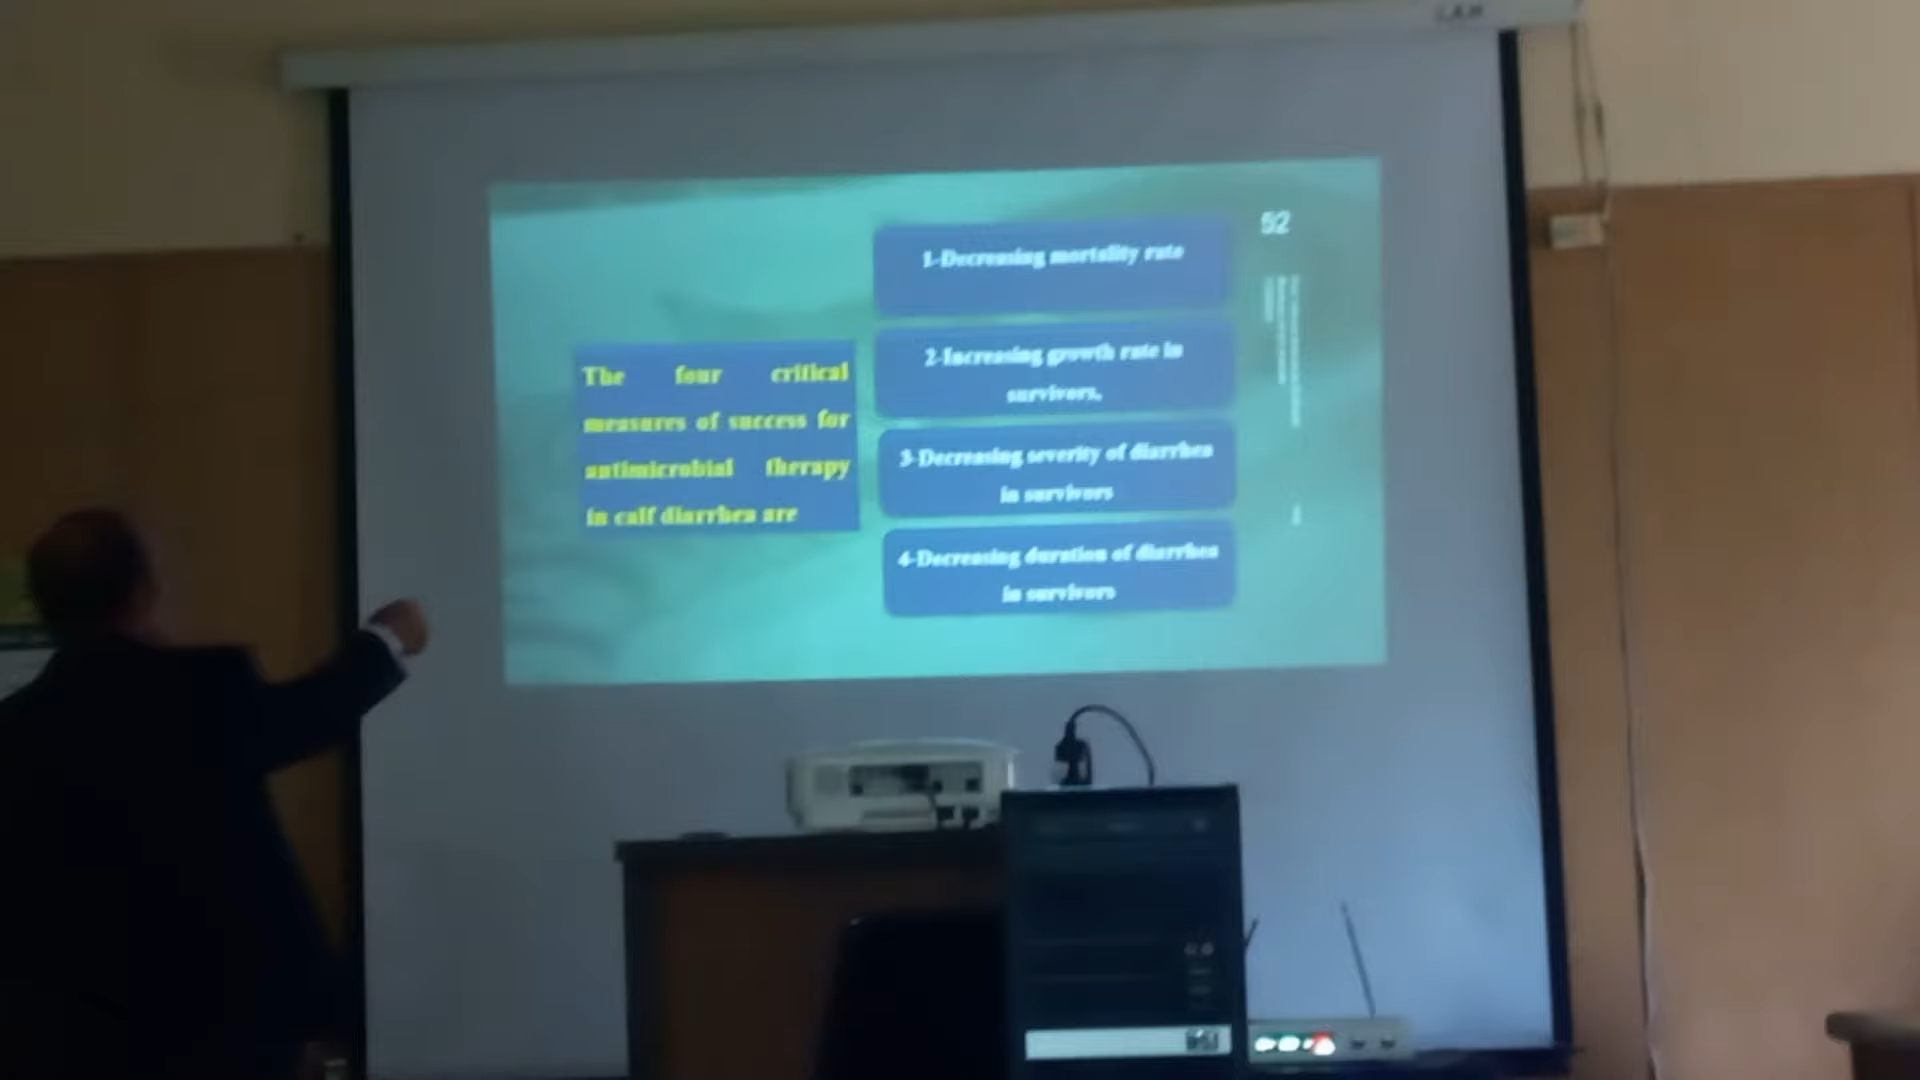 The four critical
measures of success for
antimicrobial therapy
in calf diarrhea are
1-Decreasing mortality rate
2-Increasing growth rate in
survivors.
3-Decreasing severity of diarrhea
in survivors
4-Decreasing duration of diarrhea
in survivors
52